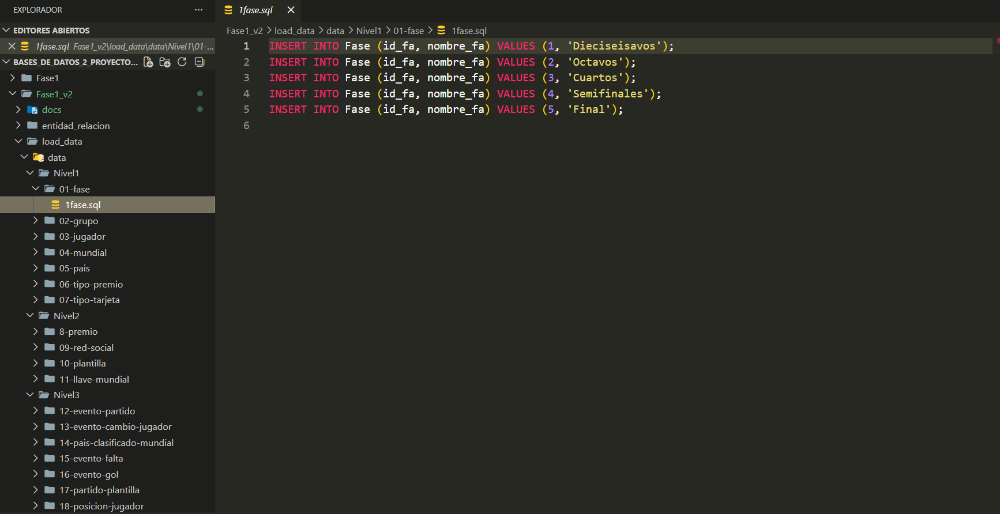 EXPLORADOR
EDITORES ABIERTOS
1fase.sql Fase1_v2\load_data\data\Nivel1\01-...
BASES_DE_DATOS_2_PROYECTO...
Fase1
Fase1_v2
docs
entidad_relacion
load_data
data
Nivel1
01-fase
1fase.sql
02-grupo
03-jugador
04-mundial
05-pais
06-tipo-premio
07-tipo-tarjeta
Nivel2
8-premio
09-red-social
10-plantilla
11-llave-mundial
Nivel3
12-evento-partido
13-evento-cambio-jugador
14-pais-clasificado-mundial
15-evento-falta
16-evento-gol
17-partido-plantilla
18-posicion-jugador
1fase.sql
Fase1_v2 > load_data > data > Nivel1 > 01-fase > 1fase.sql
1 INSERT INTO Fase (id_fa, nombre_fa) VALUES (1, 'Dieciseisavos');
2 INSERT INTO Fase (id_fa, nombre_fa) VALUES (2, 'Octavos');
3 INSERT INTO Fase (id_fa, nombre_fa) VALUES (3, 'Cuartos');
4 INSERT INTO Fase (id_fa, nombre_fa) VALUES (4, 'Semifinales');
5 INSERT INTO Fase (id_fa, nombre_fa) VALUES (5, 'Final');
6